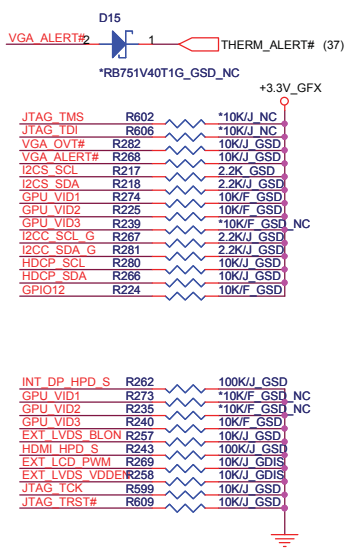 D15
VGA_ALERT# 2 1 THERM_ALERT# (37)
*RB751V40T1G_GSD_NC
+3.3V_GFX
JTAG_TMS R602 *10K/J_NC
JTAG_TDI R606 *10K/J_NC
VGA_OVT# R282 10K/J_GSD
VGA_ALERT# R268 10K/J_GSD
I2CS_SCL R217 2.2K_GSD
I2CS_SDA R218 2.2K/J_GSD
GPU_VID1 R274 10K/F_GSD
GPU_VID2 R225 10K/F_GSD
GPU_VID3 R239 *10K/F_GSD_NC
I2CC_SCL_G R267 2.2K/J_GSD
I2CC_SDA_G R281 2.2K/J_GSD
HDCP_SCL R280 10K/J_GSD
HDCP_SDA R266 10K/J_GSD
GPIO12 R224 10K/F_GSD
INT_DP_HPD_S R262 100K/J_GSD
GPU_VID1 R273 *10K/F_GSD_NC
GPU_VID2 R235 *10K/F_GSD_NC
GPU_VID3 R240 10K/F_GSD
EXT_LVDS_BLON R257 10K/J_GSD
HDMI_HPD_S R243 100K/J_GSD
EXT_LCD_PWM R269 10K/J_GDIS
EXT_LVDS_VDDEN R258 10K/J_GDIS
JTAG_TCK R599 10K/J_GSD
JTAG_TRST# R609 10K/J_GSD